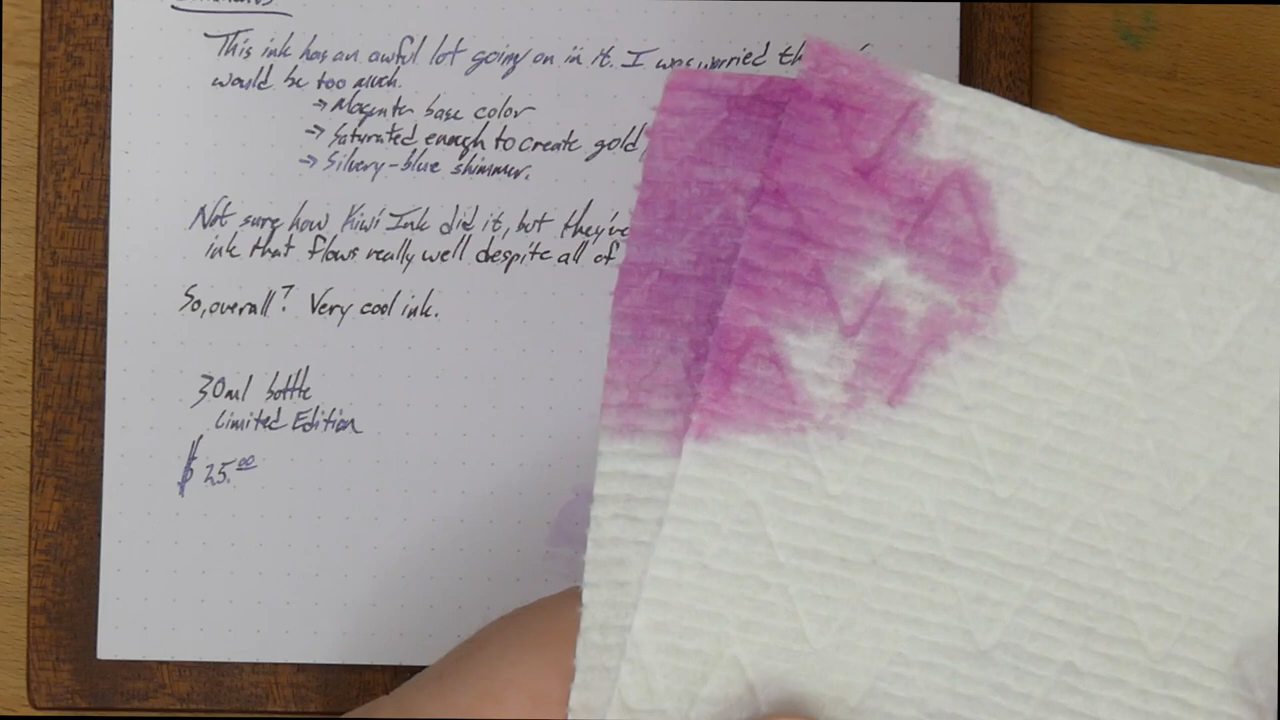 This ink has an awful lot going on in it. I was worried th
would be too much.
→ Magenta base color
→ Saturated enough to create gold
→ Silvery-blue shimmer.
Not sure how Kiwi Ink did it, but they've
ink that flows really well despite all of
So, overall? Very cool ink.
30ml bottle
Limited Edition
$25.00